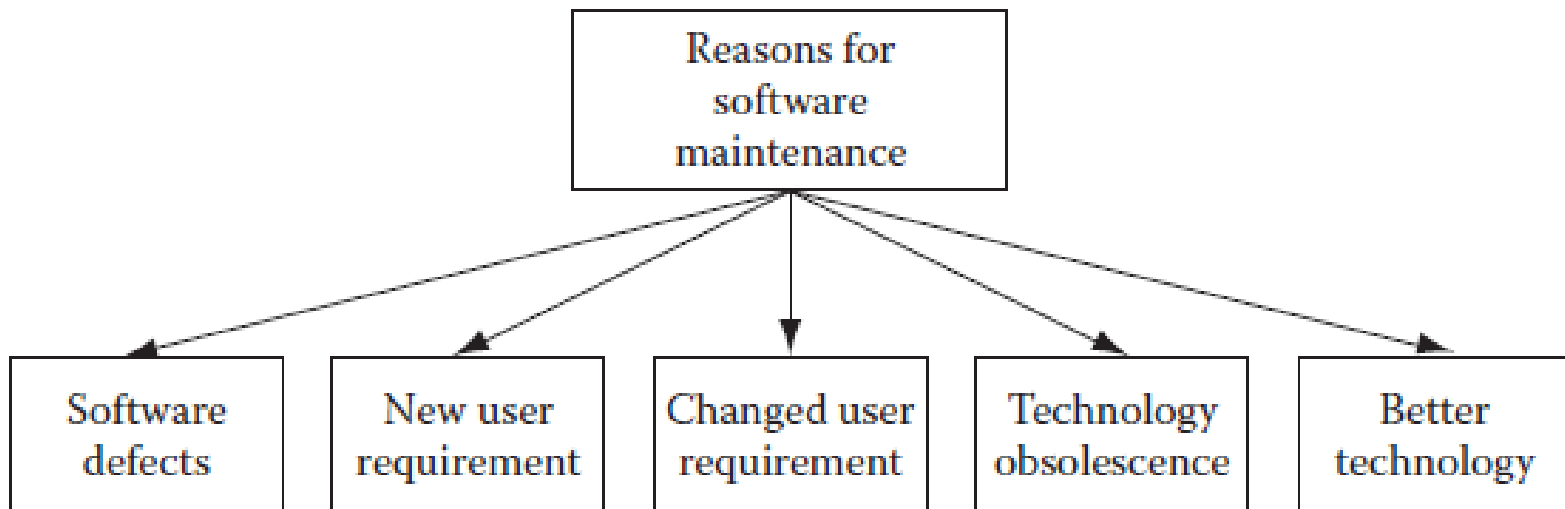 Reasons for
software
maintenance
Software
defects
New user
requirement
Changed user
requirement
Technology
obsolescence
Better
technology